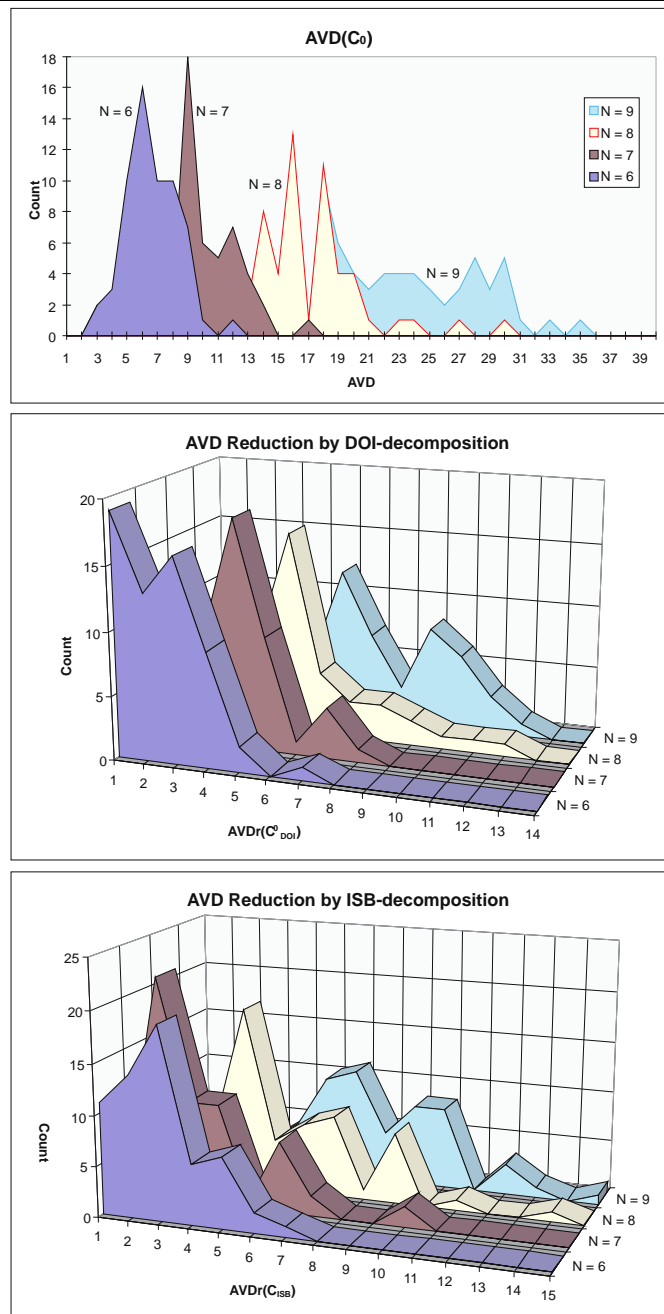 AVD(C0)
18
16
14
12
10
8
6
4
2
0
Count
N = 6
N = 7
N = 8
N = 9
N = 9
N = 8
N = 7
N = 6
1 3 5 7 9 11 13 15 17 19 21 23 25 27 29 31 33 35 37 39
AVD
AVD Reduction by DOI-decomposition
20
15
10
5
0
Count
1 2 3 4 5 6 7 8 9 10 11 12 13 14
N = 9
N = 8
N = 7
N = 6
AVDr(C0DOI)
AVD Reduction by ISB-decomposition
25
20
15
10
5
0
Count
1 2 3 4 5 6 7 8 9 10 11 12 13 14 15
N = 9
N = 8
N = 7
N = 6
AVDr(CISB)